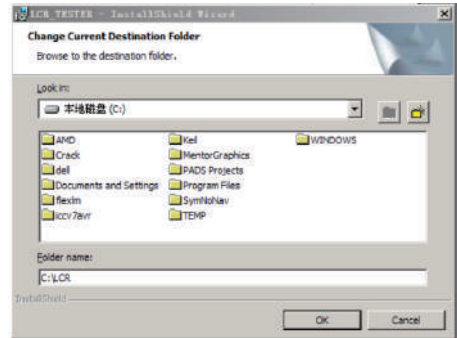 LCR_TESTER - InstallShield Wizard
Change Current Destination Folder
Browse to the destination folder.
Look in:
本地磁盘 (C:)
AMD
Crack
dell
Documents and Settings
flexlm
iccv7avr
Keil
MentorGraphics
PADS Projects
Program Files
SymNoNav
TEMP
WINDOWS
Folder name:
C:\LCR
InstallShield
OK Cancel